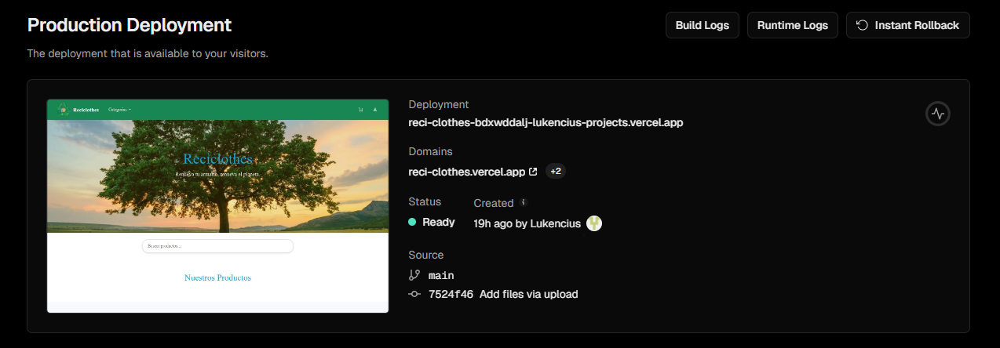 Production Deployment
Build Logs
Runtime Logs
Instant Rollback
The deployment that is available to your visitors.
Reciclothes
Categorías
Reciclothes
Renueva tu armario, renueva el planeta.
Buscar productos...
Nuestros Productos
Deployment
reci-clothes-bdxwddalj-lukencius-projects.vercel.app
Domains
reci-clothes.vercel.app
+2
Status
Created
Ready
19h ago by Lukencius
Source
main
7524f46 Add files via upload